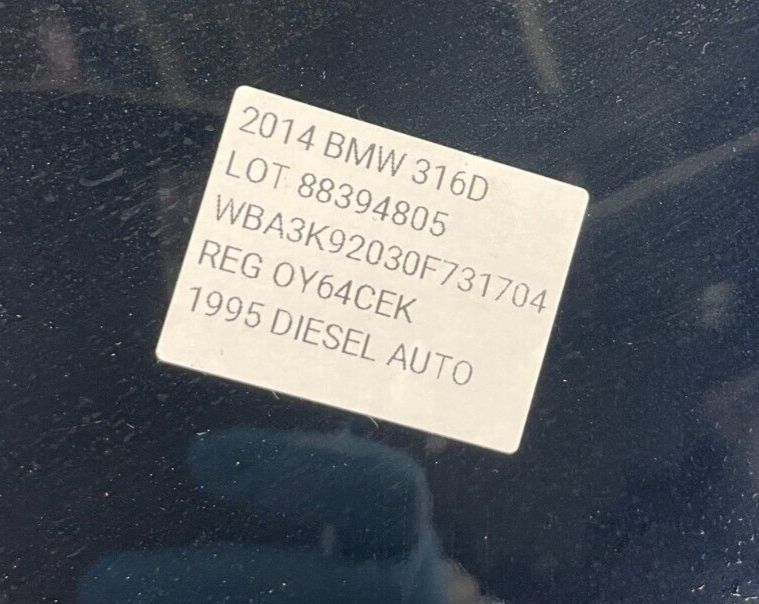 2014 BMW 316D
LOT 88394805
WBA3K92030F731704
REG OY64CEK
1995 DIESEL AUTO